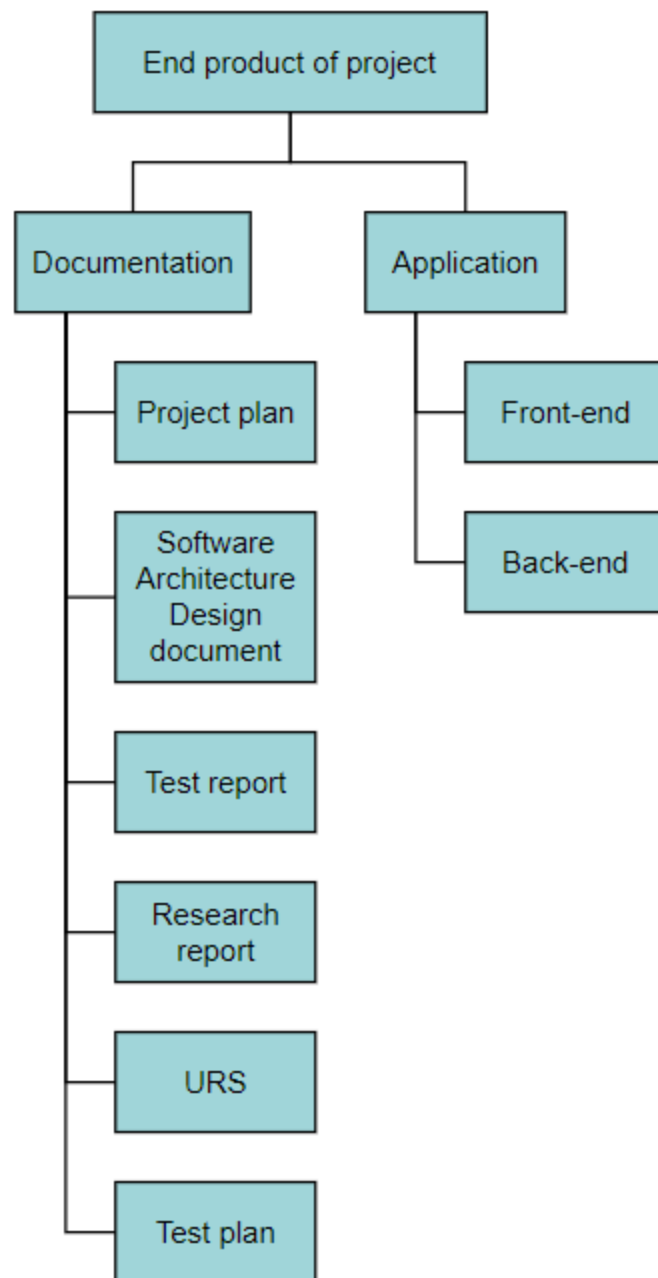 End product of project
Documentation
Application
Project plan
Front-end
Software
Architecture
Design
document
Back-end
Test report
Research
report
URS
Test plan